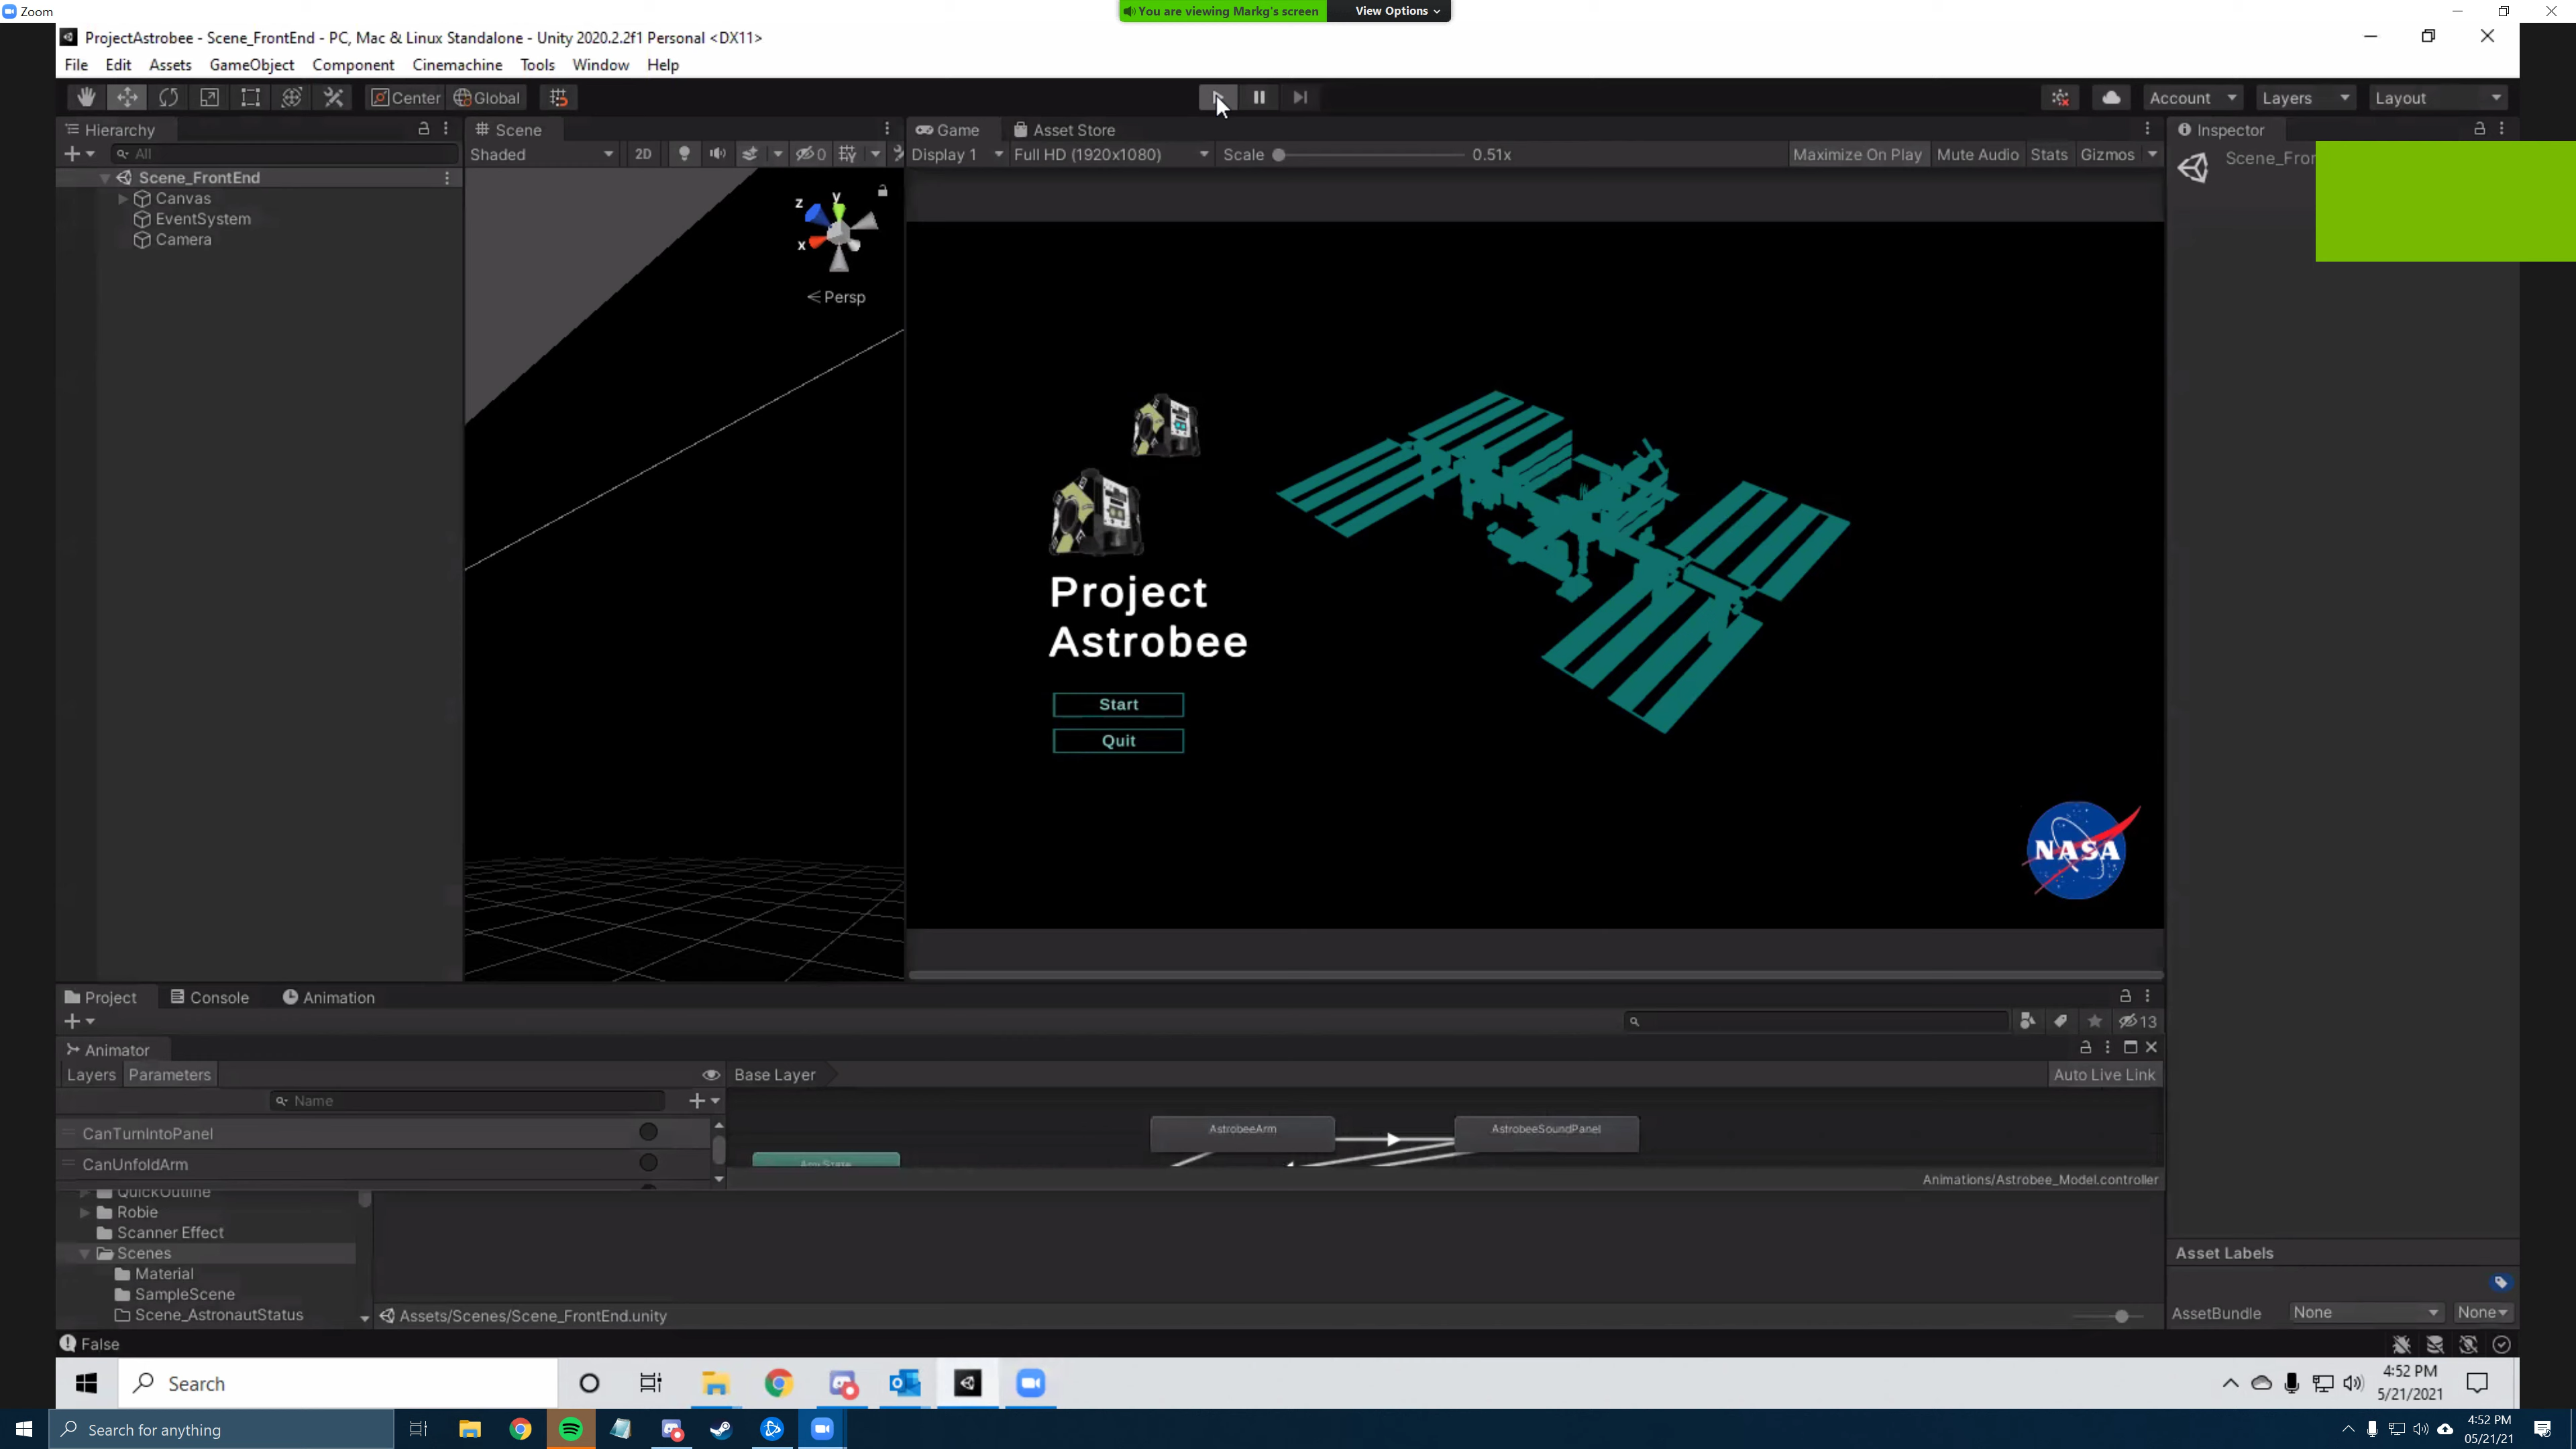 Zoom
You are viewing Markg's screen
View Options
ProjectAstrobee - Scene_FrontEnd - PC, Mac & Linux Standalone - Unity 2020.2.2f1 Personal <DX11>
File Edit Assets GameObject Component Cinemachine Tools Window Help
Center Global
Account Layers Layout
Hierarchy
Scene
Game
Asset Store
Inspector
All
Shaded
2D
0
Display 1
Full HD (1920x1080)
Scale
0.51x
Maximize On Play
Mute Audio
Stats
Gizmos
Scene_FrontEnd
Canvas
EventSystem
Camera
y
z
x
Persp
Project
Astrobee
Start
Quit
NASA
Project
Console
Animation
13
Animator
Layers
Parameters
Base Layer
Auto Live Link
Name
CanTurnIntoPanel
CanUnfoldArm
AstrobeeArm
AstrobeeSoundPanel
Any State
Animations/Astrobee_Model.controller
QuickOutline
Robie
Scanner Effect
Scenes
Material
SampleScene
Scene_AstronautStatus
Assets/Scenes/Scene_FrontEnd.unity
Asset Labels
AssetBundle
None
None
False
Search
4:52 PM
5/21/2021
Search for anything
4:52 PM
05/21/21